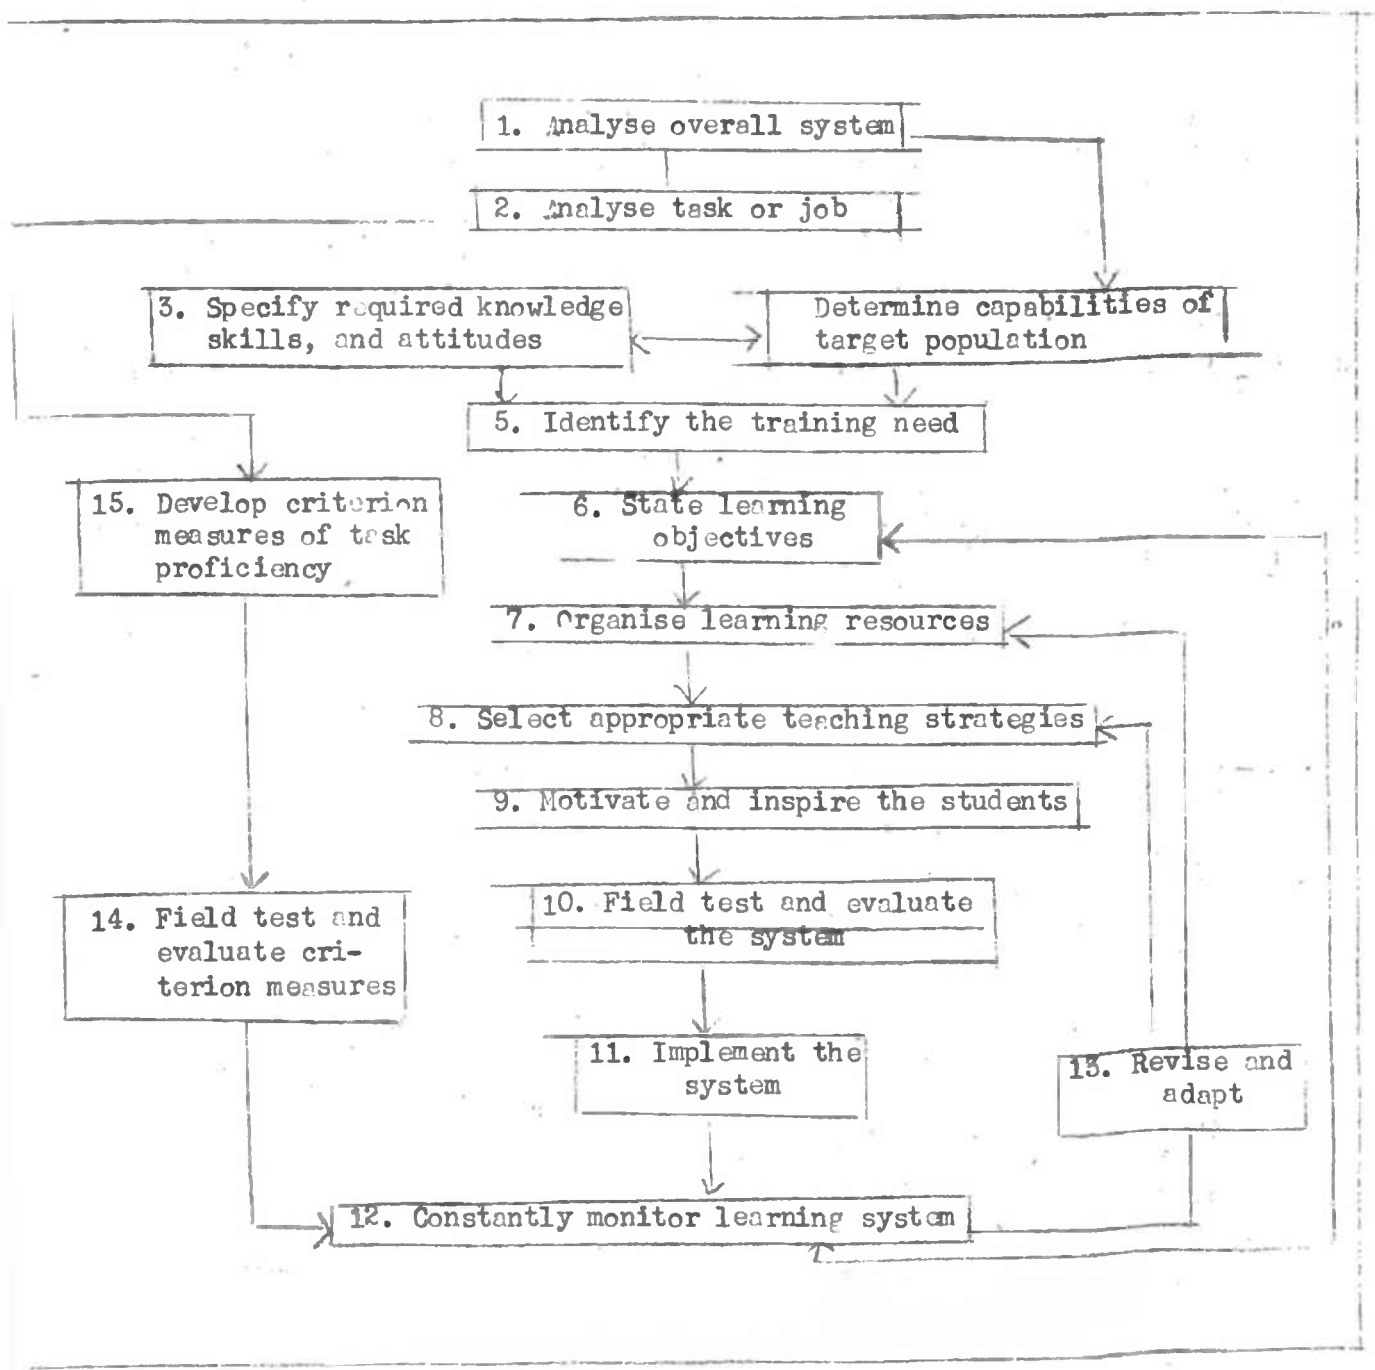 1. Analyse overall system
2. Analyse task or job
3. Specify required knowledge
skills, and attitudes
Determine capabilities of
target population
5. Identify the training need
15. Develop criterion
measures of task
proficiency
6. State learning
objectives
7. Organise learning resources
8. Select appropriate teaching strategies
9. Motivate and inspire the students
14. Field test and
evaluate cri-
terion measures
10. Field test and evaluate
the system
11. Implement the
system
13. Revise and
adapt
12. Constantly monitor learning system